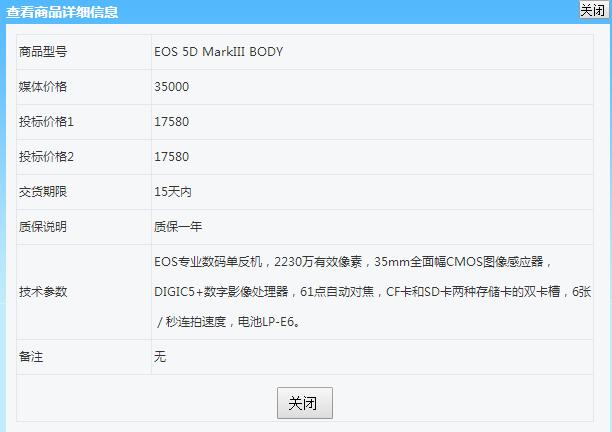 查看商品详细信息
关闭
商品型号 EOS 5D MarkIII BODY
媒体价格 35000
投标价格1 17580
投标价格2 17580
交货期限 15天内
质保说明 质保一年
技术参数 EOS专业数码单反机，2230万有效像素，35mm全面幅CMOS图像感应器，
DIGIC5+数字影像处理器，61点自动对焦，CF卡和SD卡两种存储卡的双卡槽，6张
/ 秒连拍速度，电池LP-E6。
备注 无
关闭